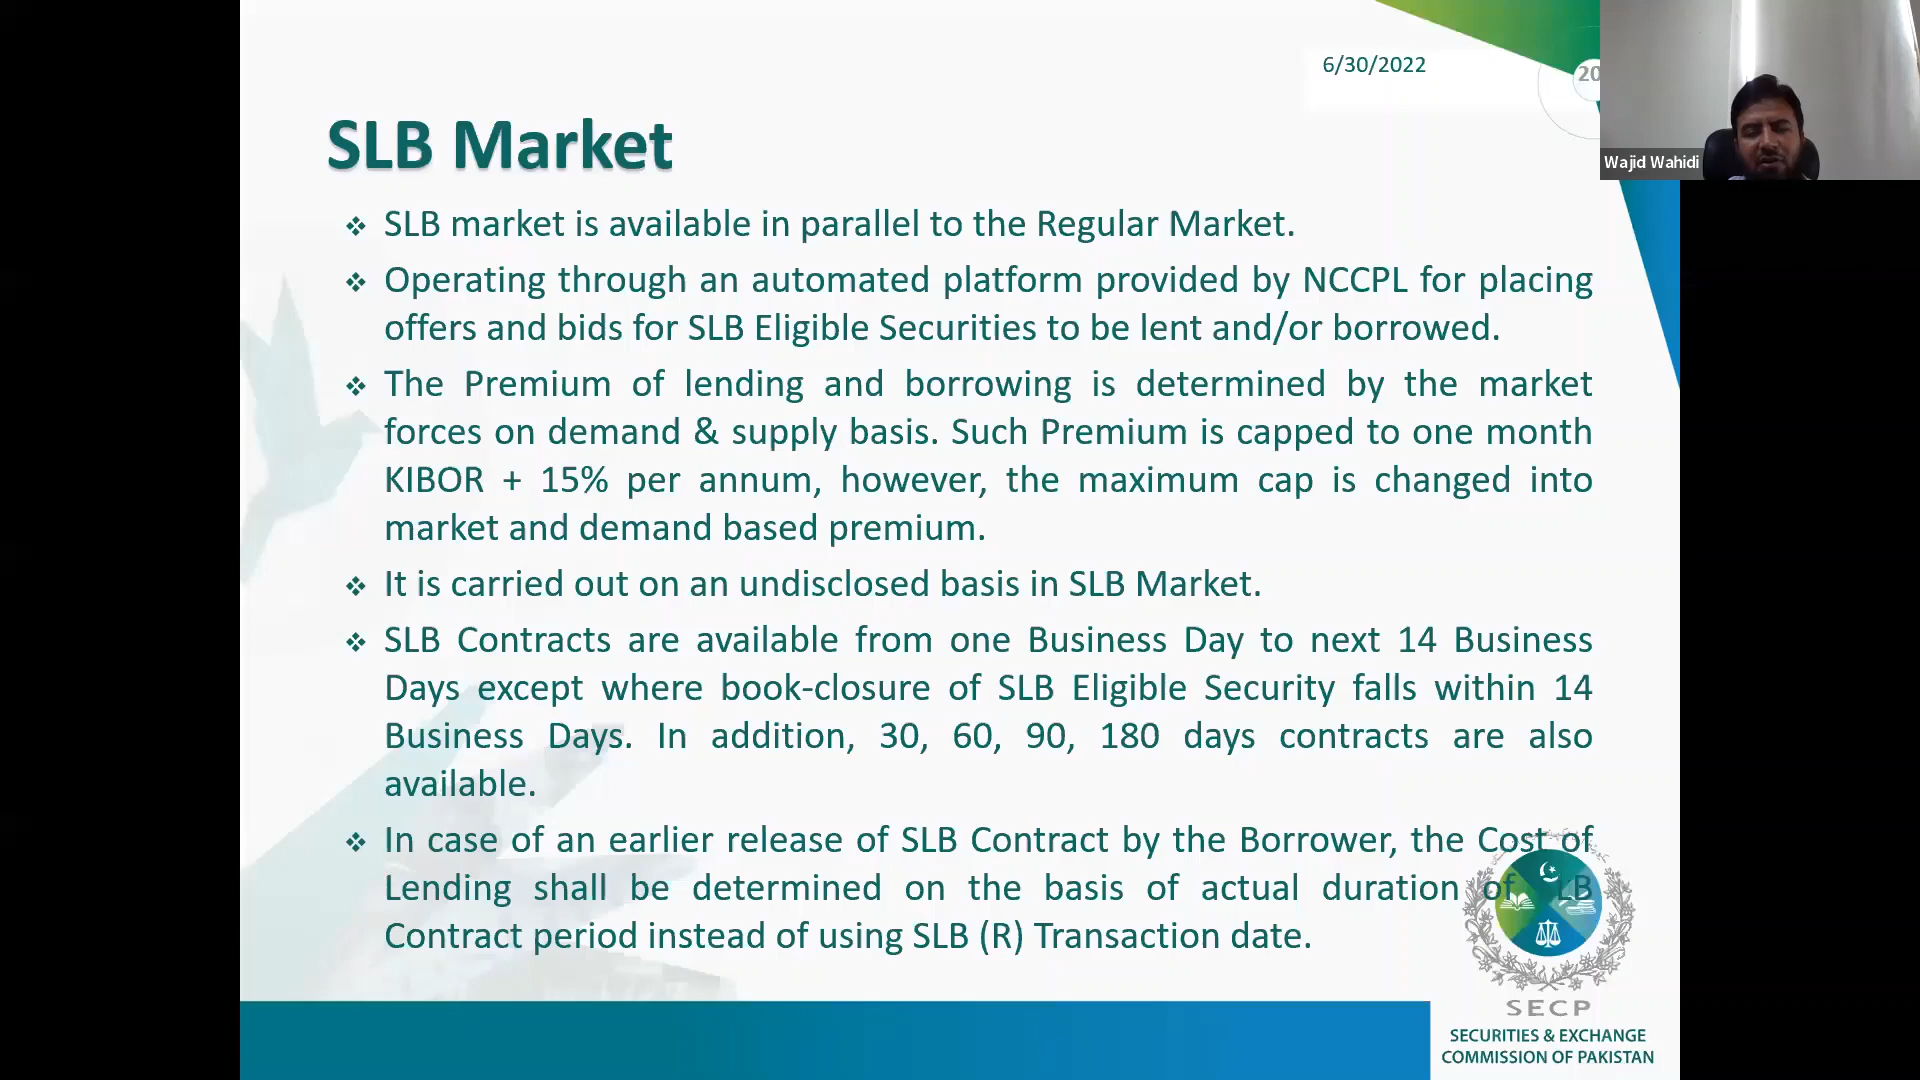 6/30/2022
20
Wajid Wahidi
SLB Market
❖ SLB market is available in parallel to the Regular Market.
❖ Operating through an automated platform provided by NCCPL for placing
offers and bids for SLB Eligible Securities to be lent and/or borrowed.
❖ The Premium of lending and borrowing is determined by the market
forces on demand & supply basis. Such Premium is capped to one month
KIBOR + 15% per annum, however, the maximum cap is changed into
market and demand based premium.
❖ It is carried out on an undisclosed basis in SLB Market.
❖ SLB Contracts are available from one Business Day to next 14 Business
Days except where book-closure of SLB Eligible Security falls within 14
Business Days. In addition, 30, 60, 90, 180 days contracts are also
available.
❖ In case of an earlier release of SLB Contract by the Borrower, the Cost of
Lending shall be determined on the basis of actual duration of LB
Contract period instead of using SLB (R) Transaction date.
SECP
SECURITIES & EXCHANGE
COMMISSION OF PAKISTAN